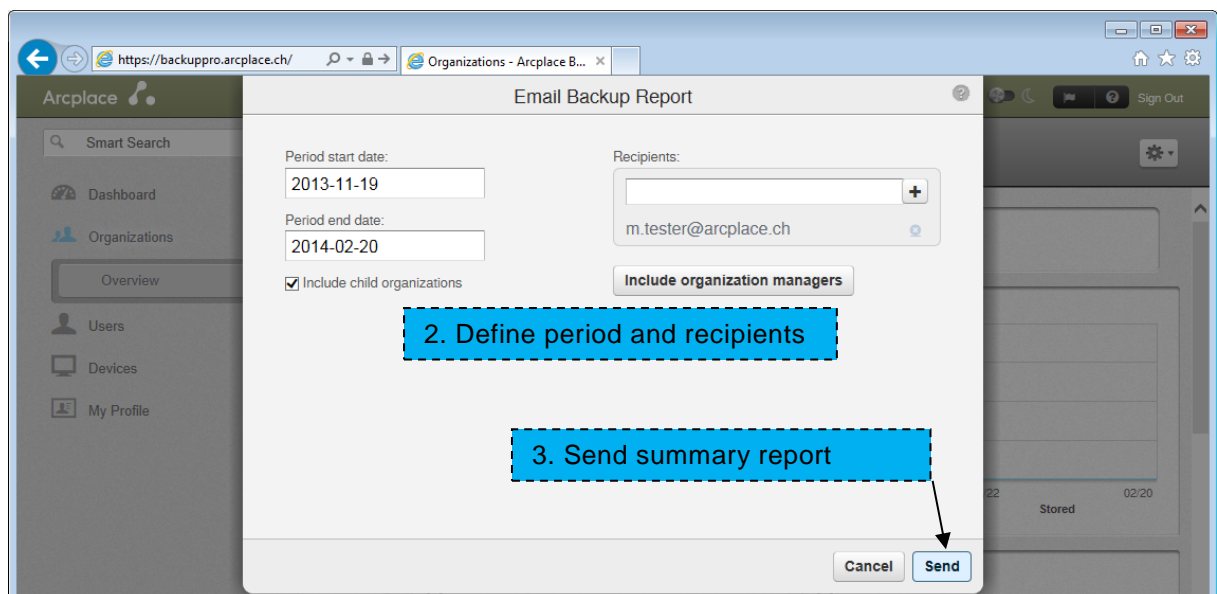 https://backuppro.arcplace.ch/
Organizations - Arcplace B...
Arcplace
Email Backup Report
Sign Out
Smart Search
Dashboard
Organizations
Overview
Users
Devices
My Profile
Period start date:
2013-11-19
Period end date:
2014-02-20
Include child organizations
Recipients:
m.tester@arcplace.ch
Include organization managers
2. Define period and recipients
3. Send summary report
22
02/20
Stored
Cancel
Send